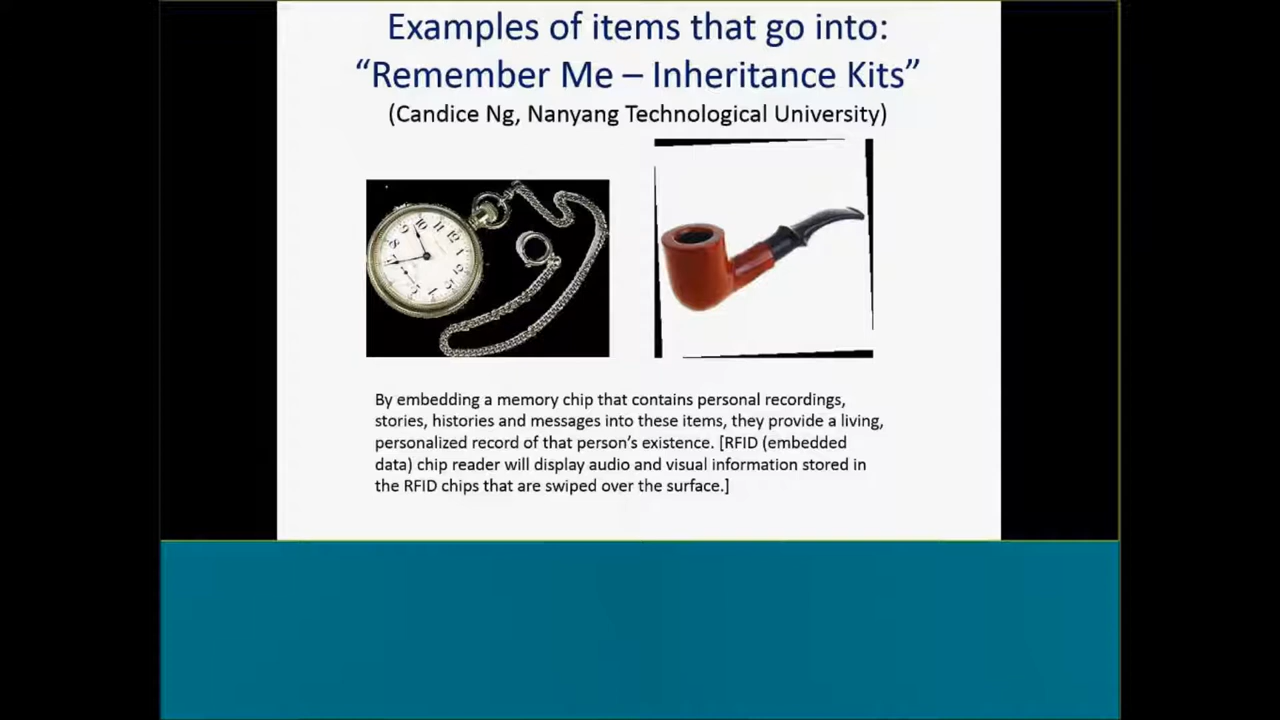 Examples of items that go into:
“Remember Me – Inheritance Kits”
(Candice Ng, Nanyang Technological University)
By embedding a memory chip that contains personal recordings,
stories, histories and messages into these items, they provide a living,
personalized record of that person’s existence. [RFID (embedded
data) chip reader will display audio and visual information stored in
the RFID chips that are swiped over the surface.]